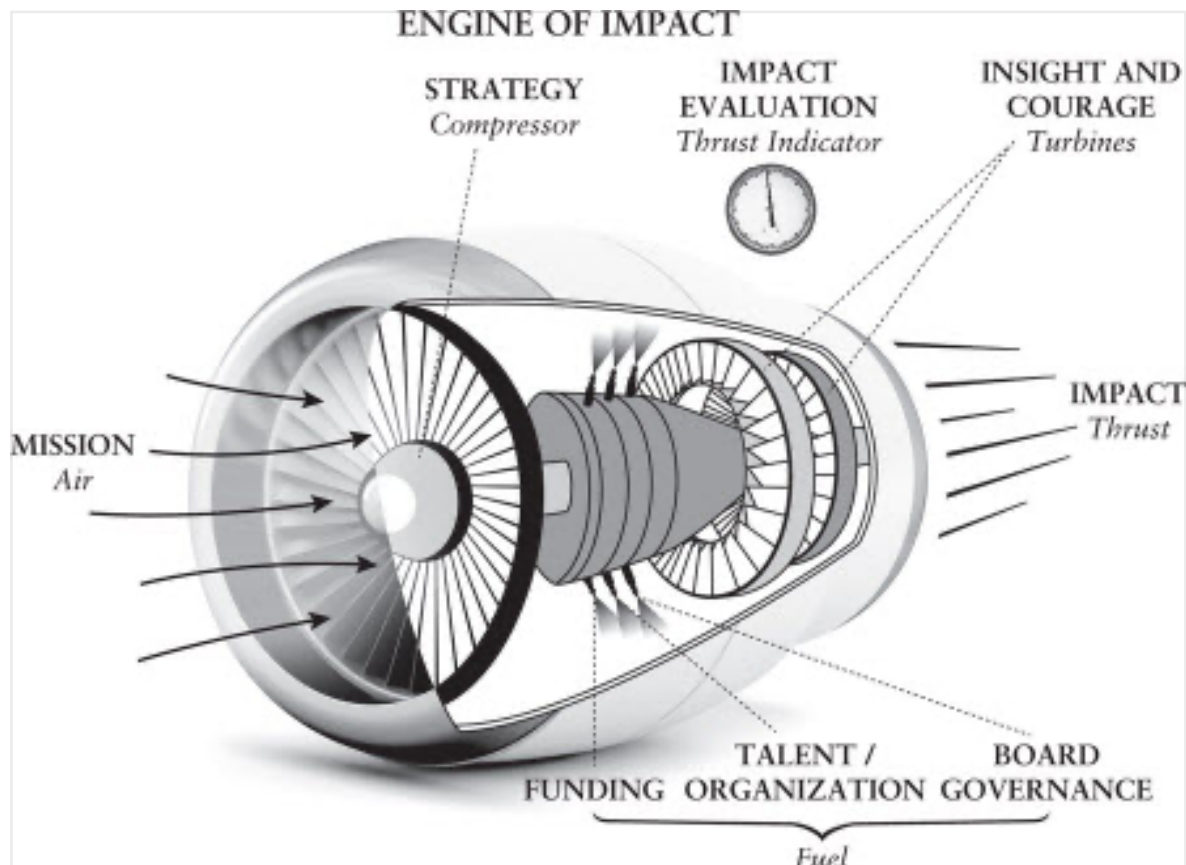 ENGINE OF IMPACT
STRATEGY
Compressor
IMPACT
EVALUATION
Thrust Indicator
INSIGHT AND
COURAGE
Turbines
MISSION
Air
IMPACT
Thrust
FUNDING
TALENT /
ORGANIZATION
BOARD
GOVERNANCE
Fuel